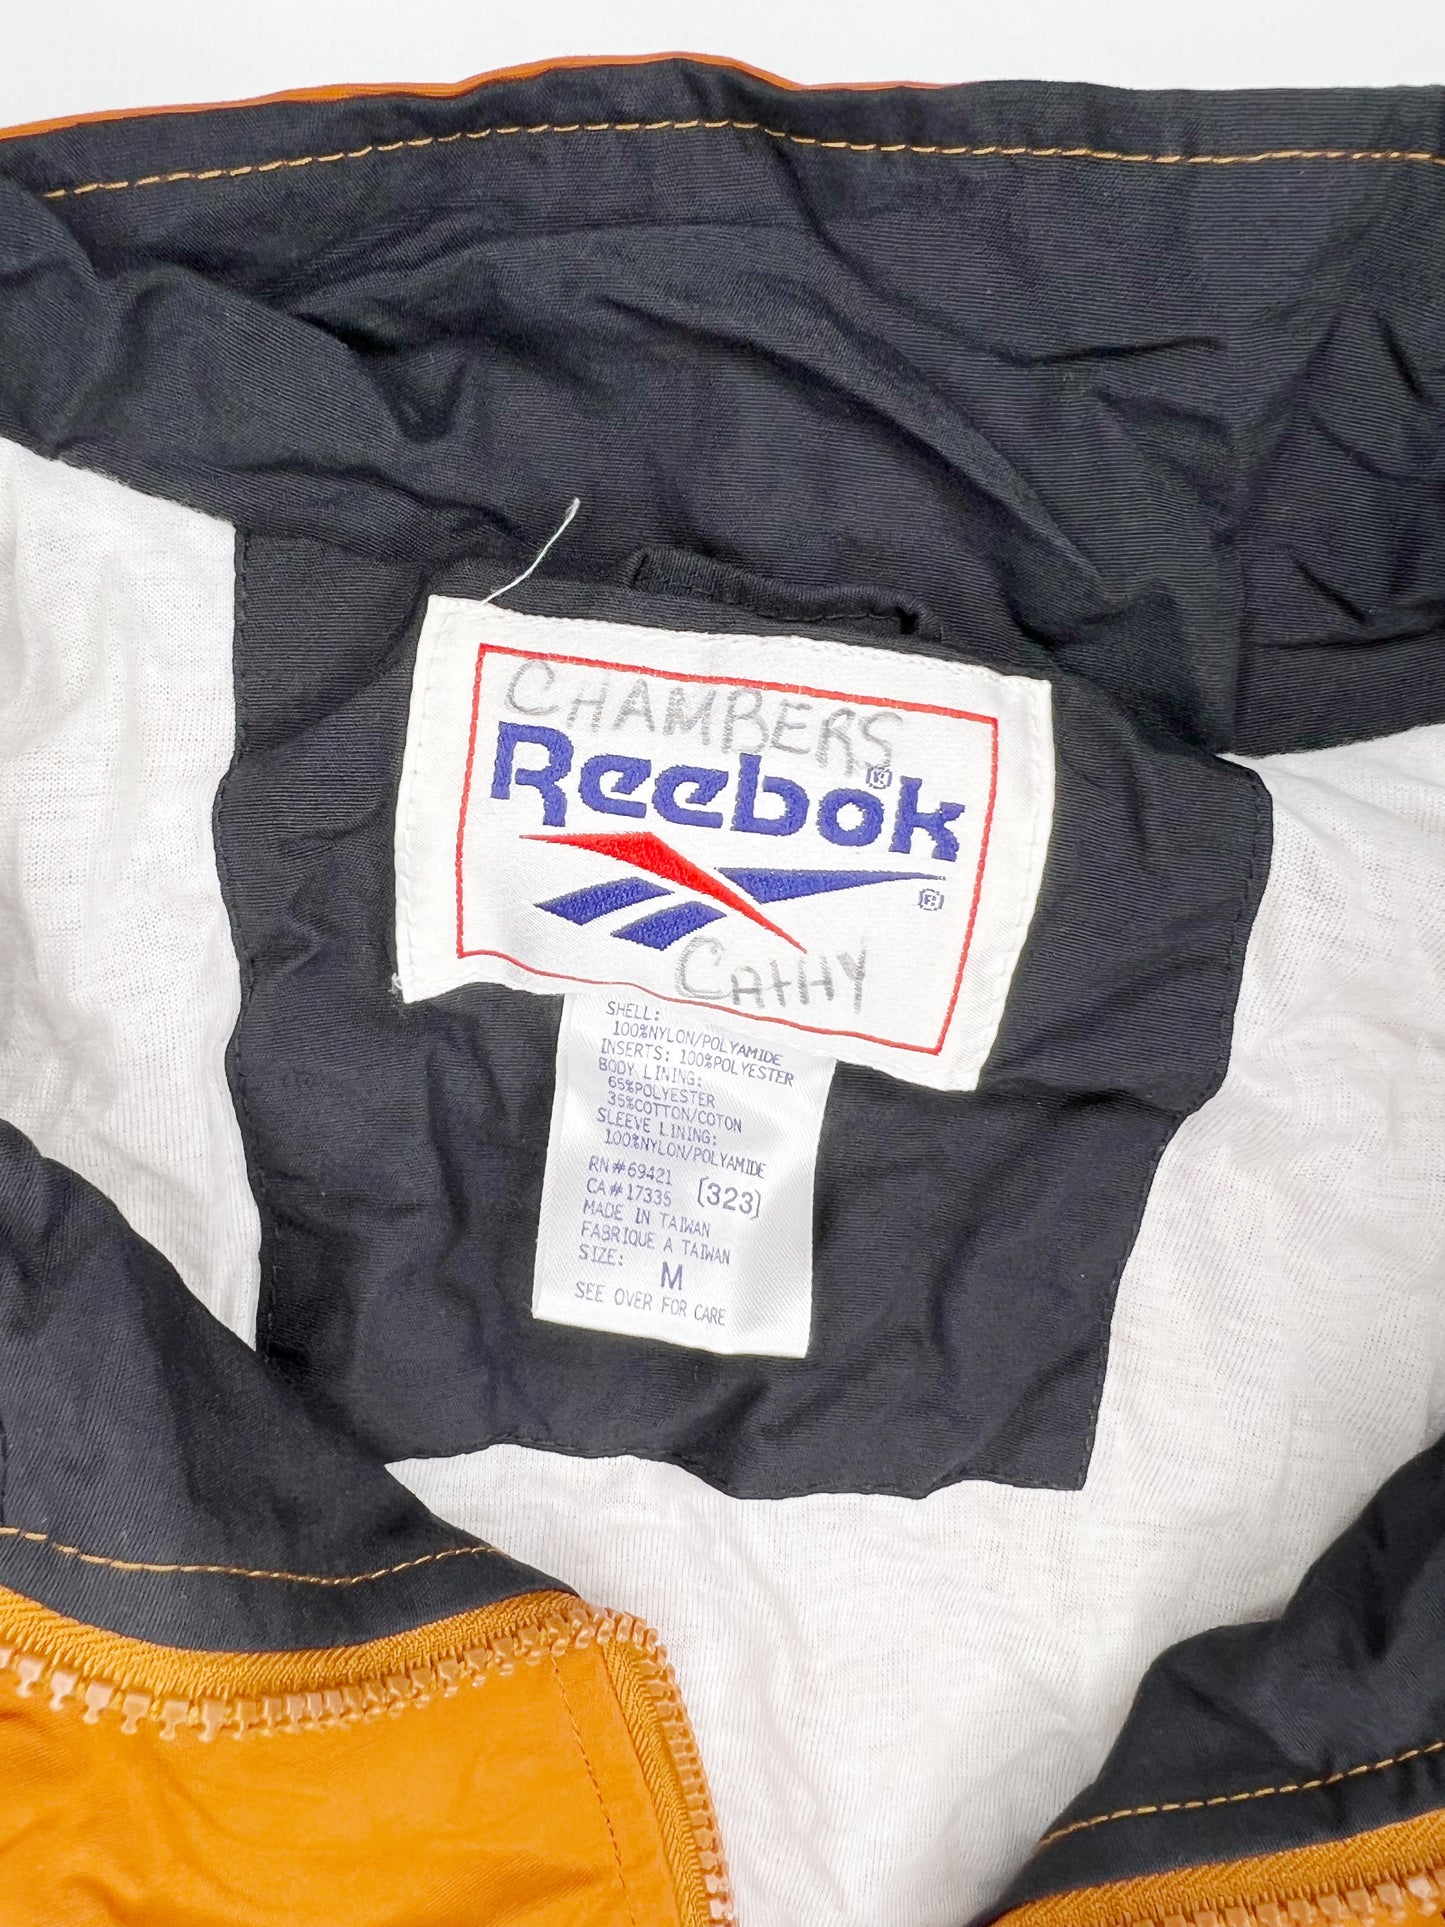 CHAMBERS
Reebok®
®
CATHY
SHELL:
100%NYLON/POLYAMIDE
INSERTS: 100%POLYESTER
BODY LINING:
65%POLYESTER
35%COTTON/COTON
SLEEVE LINING:
100%NYLON/POLYAMIDE
RN#69421
CA#17335 [323]
MADE IN TAIWAN
FABRIQUE A TAIWAN
SIZE: M
SEE OVER FOR CARE